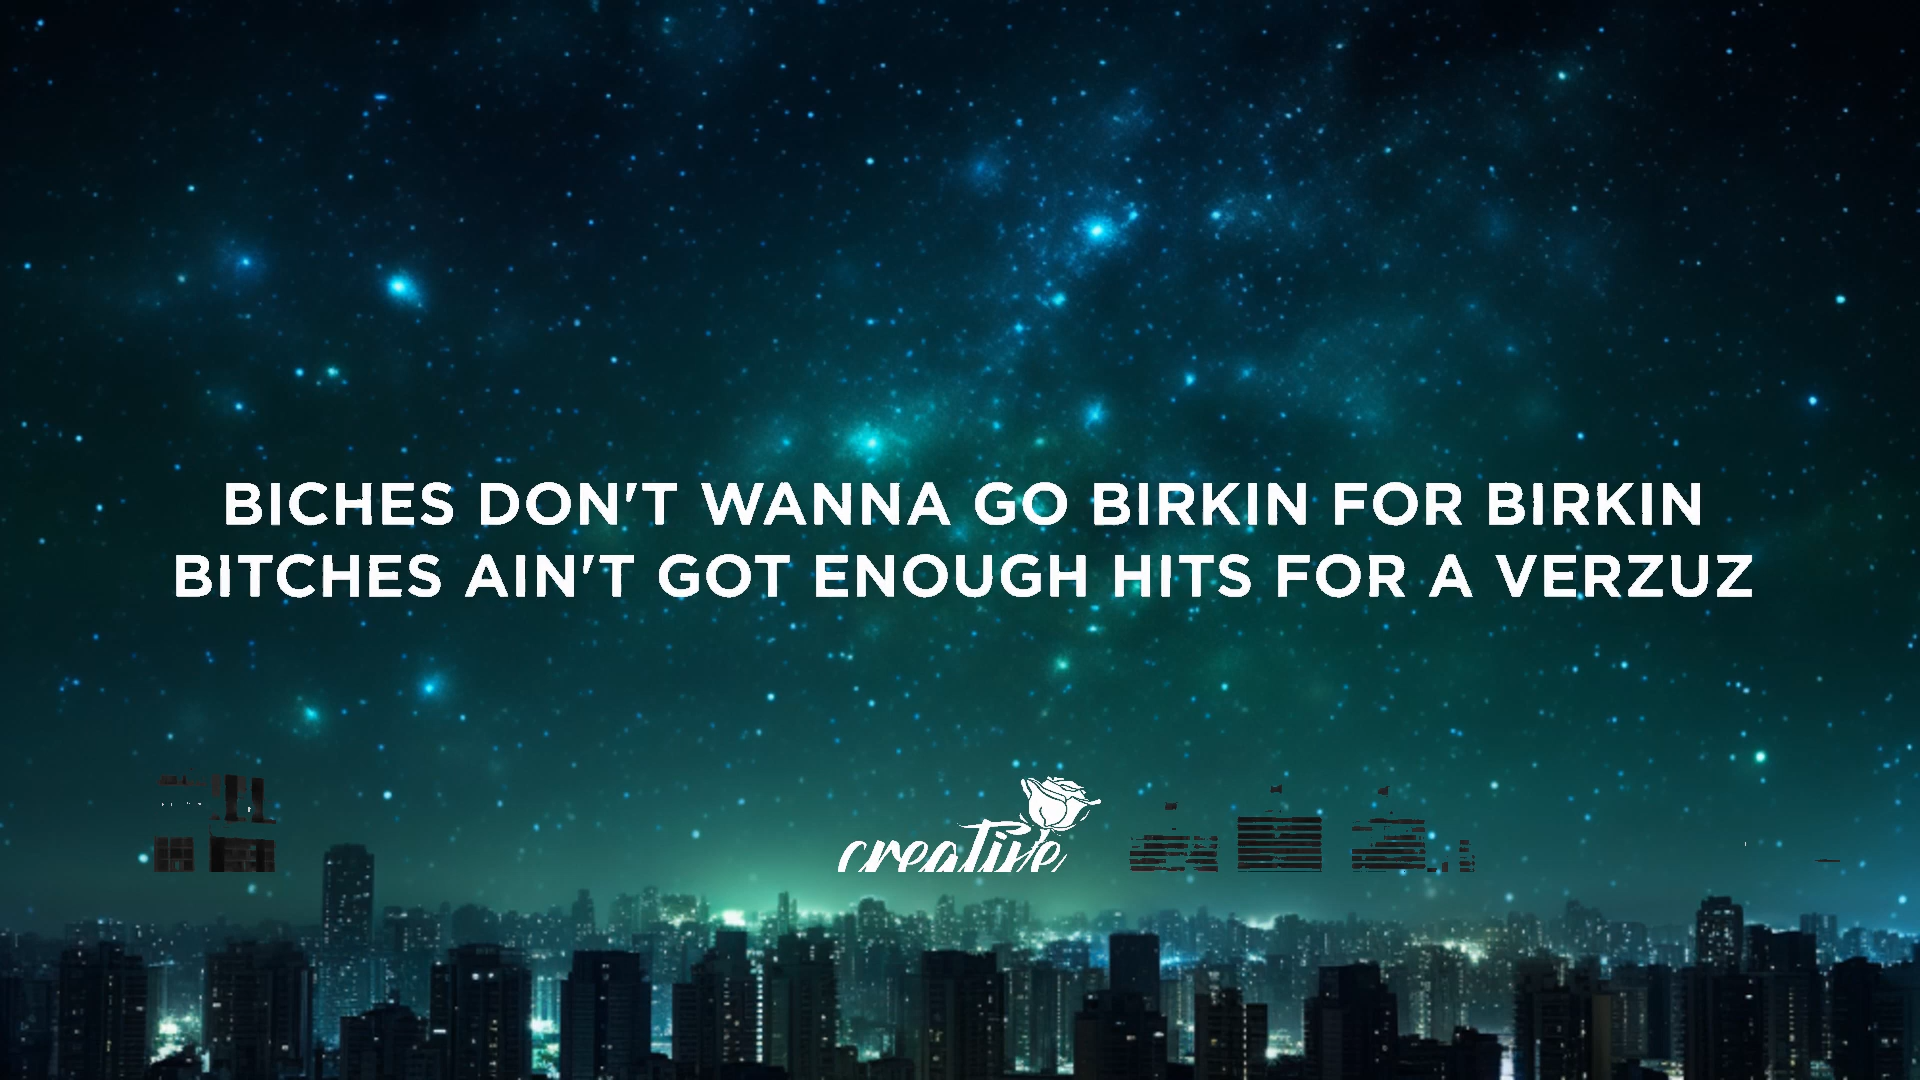 BICHES DON'T WANNA GO BIRKIN FOR BIRKIN
BITCHES AIN'T GOT ENOUGH HITS FOR A VERZUZ
creative